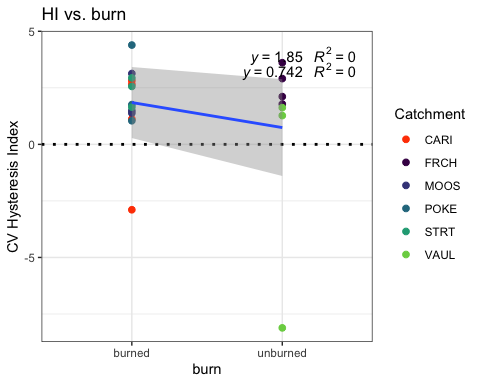 HI vs. burn
5
0
-5
CV Hysteresis Index
y = 1.85 R² = 0
y = 0.742 R² = 0
burned
unburned
burn
Catchment
CARI
FRCH
MOOS
POKE
STRT
VAUL